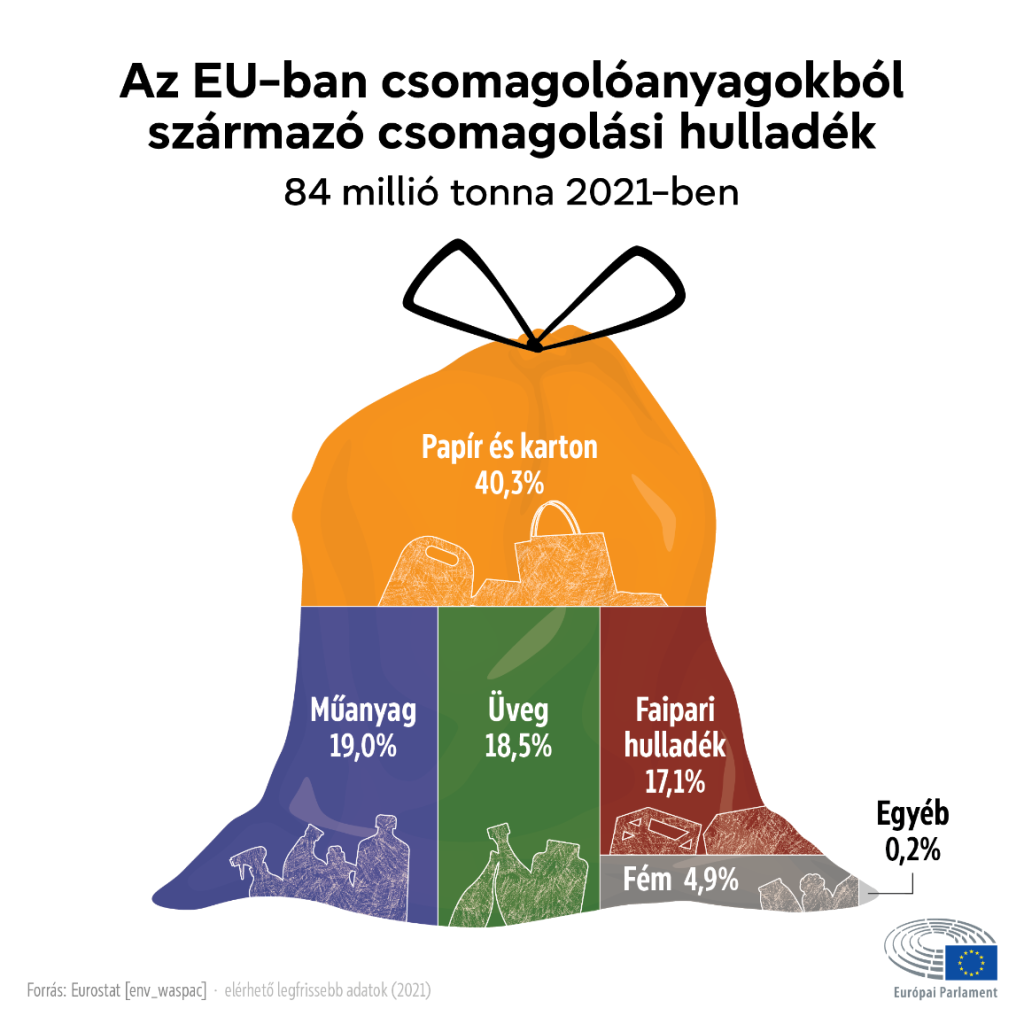 Az EU-ban csomagolóanyagokból
származó csomagolási hulladék
84 millió tonna 2021-ben
Papír és karton
40,3%
Műanyag
19,0%
Üveg
18,5%
Faipari
hulladék
17,1%
Fém 4,9%
Egyéb
0,2%
Európai Parlament
Forrás: Eurostat [env_waspac] · elérhető legfrissebb adatok (2021)